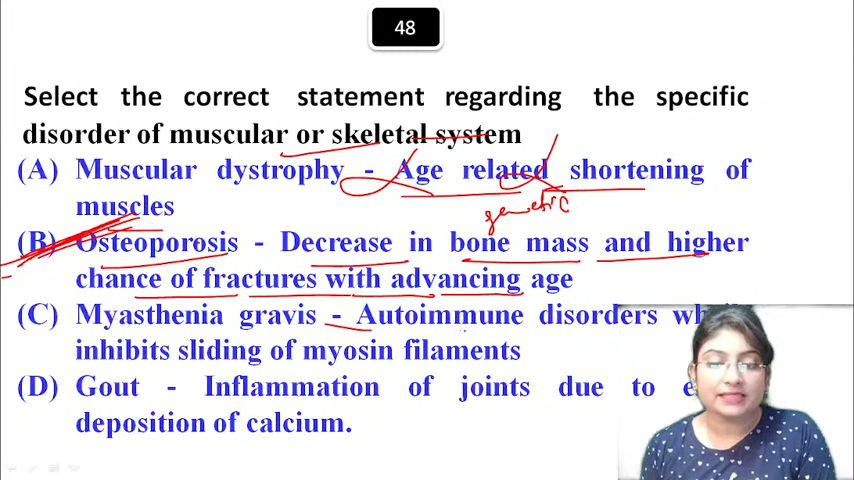 48
Select the correct statement regarding the specific
disorder of muscular or skeletal system
(A) Muscular dystrophy - Age related shortening of
muscles
genetic
(B) Osteoporosis - Decrease in bone mass and higher
chance of fractures with advancing age
(C) Myasthenia gravis - Autoimmune disorders
inhibits sliding of myosin filaments
(D) Gout - Inflammation of joints due to
deposition of calcium.